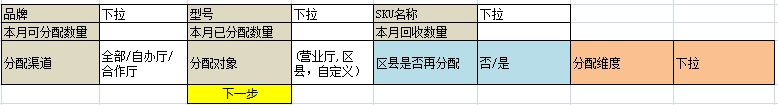 品牌 下拉 型号 下拉 SKU名称 下拉
本月可分配数量 本月已分配数量 本月回收数量
分配渠道 全部/自办厅/ 分配对象 (营业厅,区 区县是否再分配 否/是 分配维度 下拉
合作厅 县，自定义）
下一步